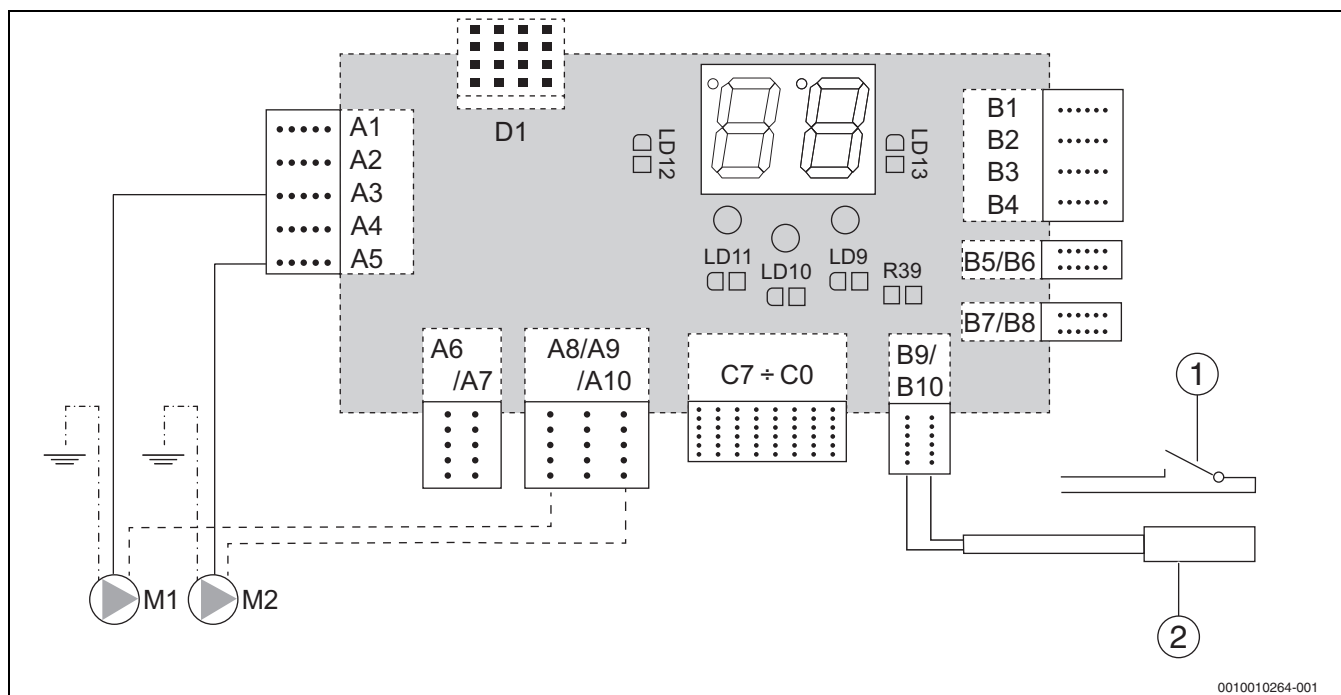 D1
A1
A2
A3
A4
A5
LD12
LD13
B1
B2
B3
B4
LD11
LD10
LD9
R39
B5/B6
B7/B8
A6
/A7
A8/A9
/A10
C7 ÷ C0
B9/
B10
1
M1
M2
2
0010010264-001